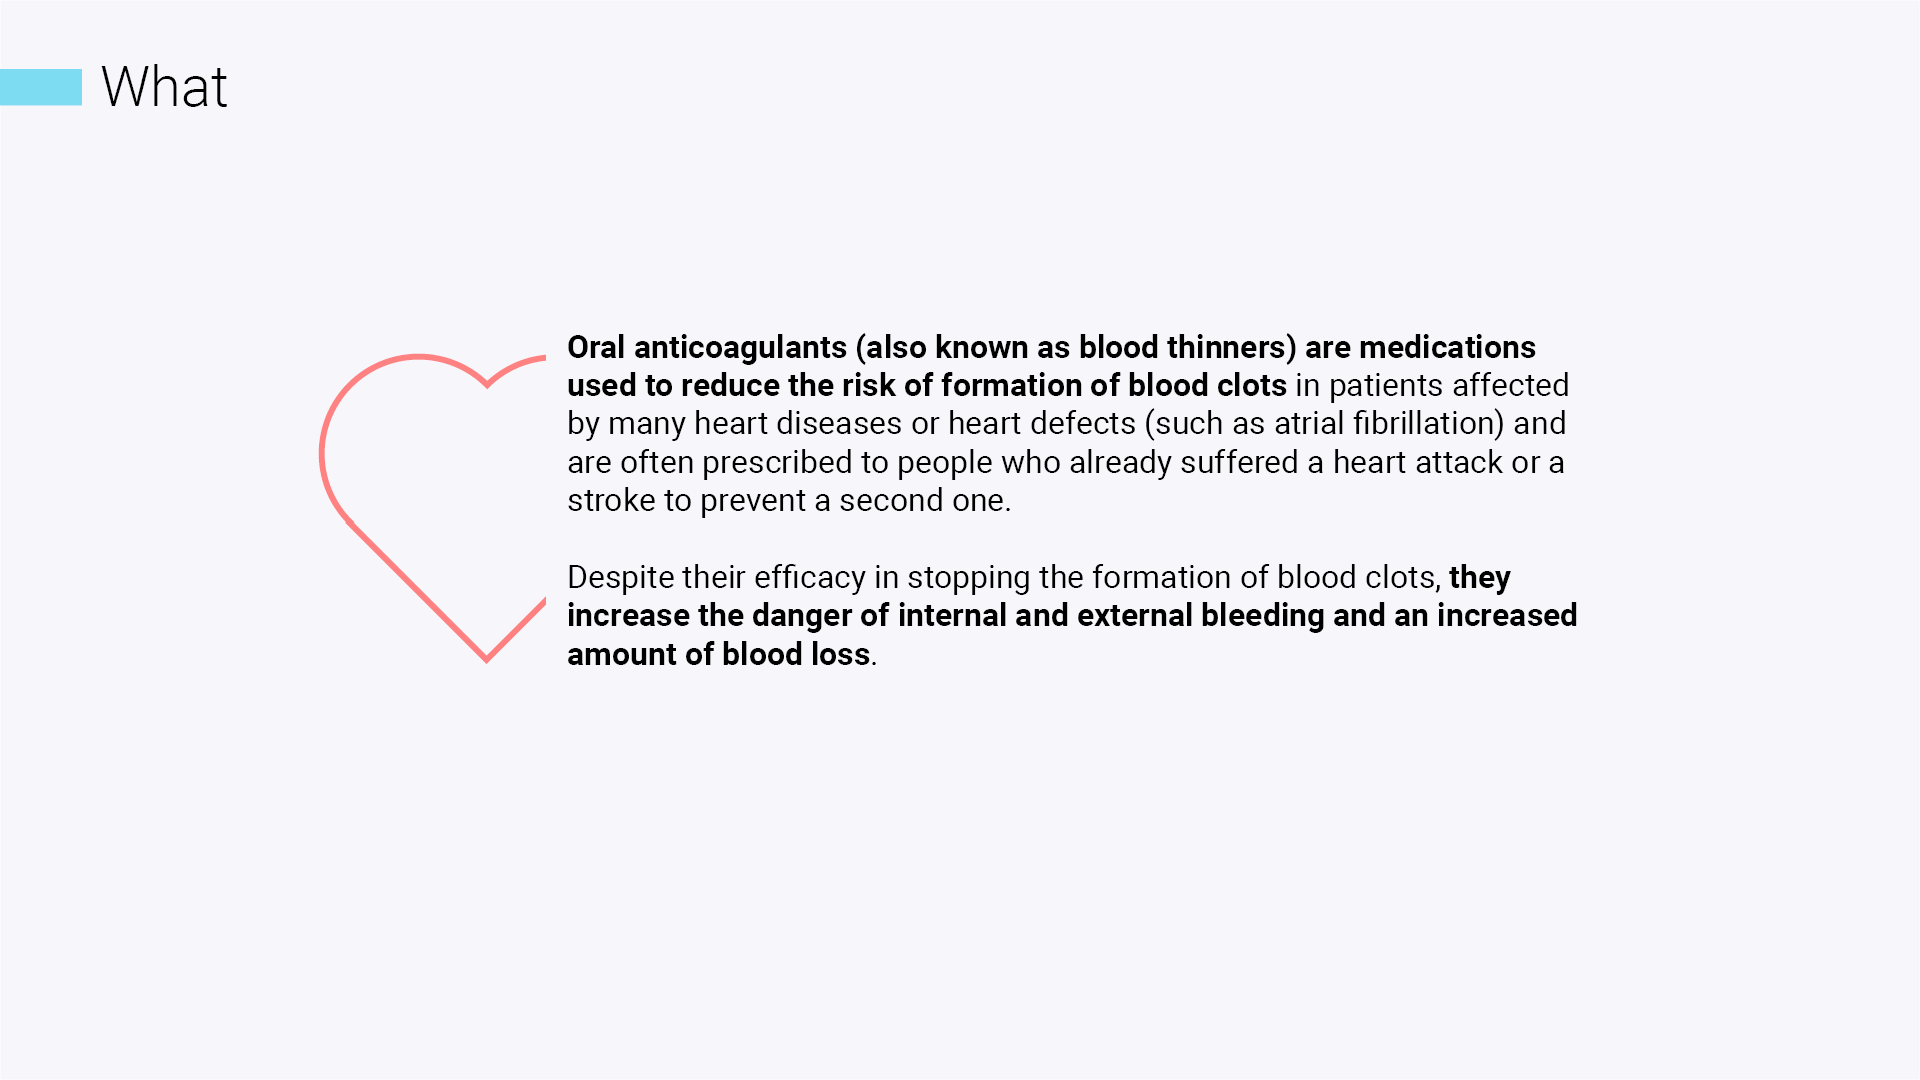 What
Oral anticoagulants (also known as blood thinners) are medications
used to reduce the risk of formation of blood clots in patients affected
by many heart diseases or heart defects (such as atrial fibrillation) and
are often prescribed to people who already suffered a heart attack or a
stroke to prevent a second one.
Despite their efficacy in stopping the formation of blood clots, they
increase the danger of internal and external bleeding and an increased
amount of blood loss.